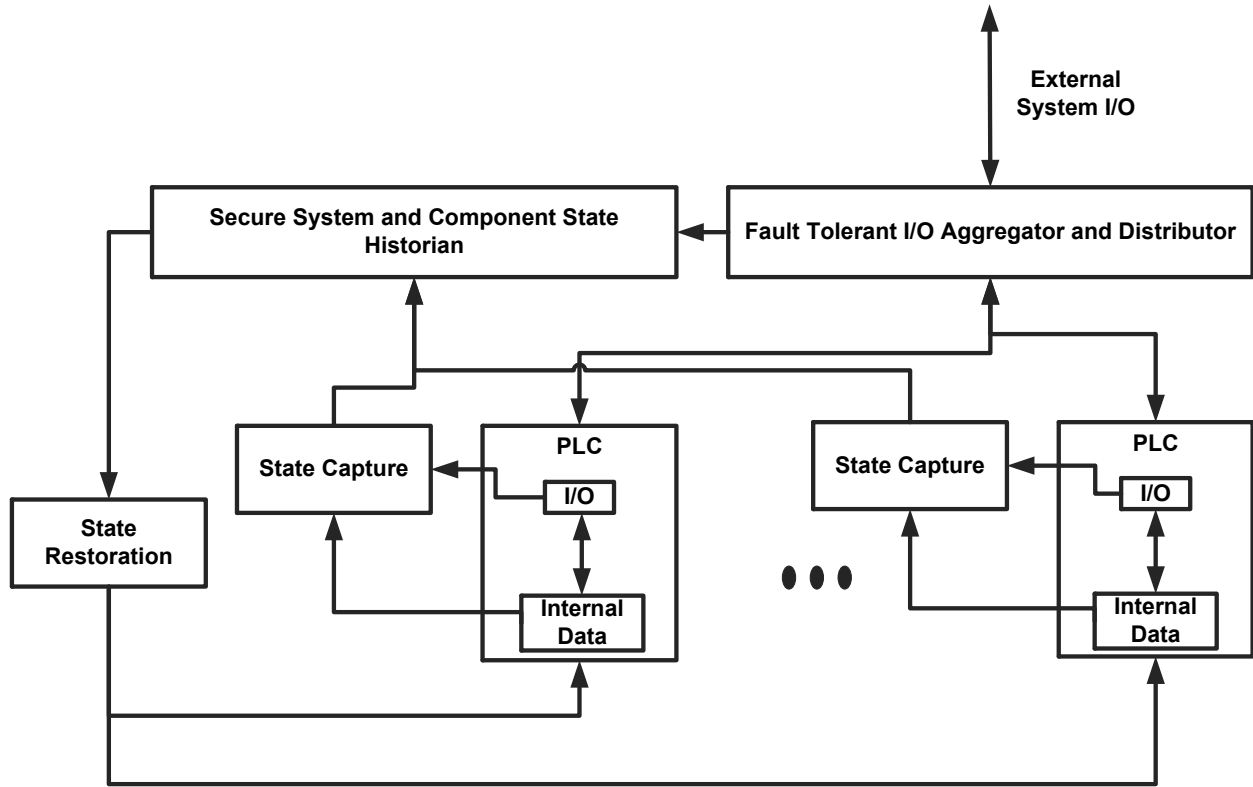 External
System I/O
Secure System and Component State
Historian
Fault Tolerant I/O Aggregator and Distributor
State Capture
PLC
I/O
Internal
Data
State Capture
PLC
I/O
Internal
Data
State
Restoration